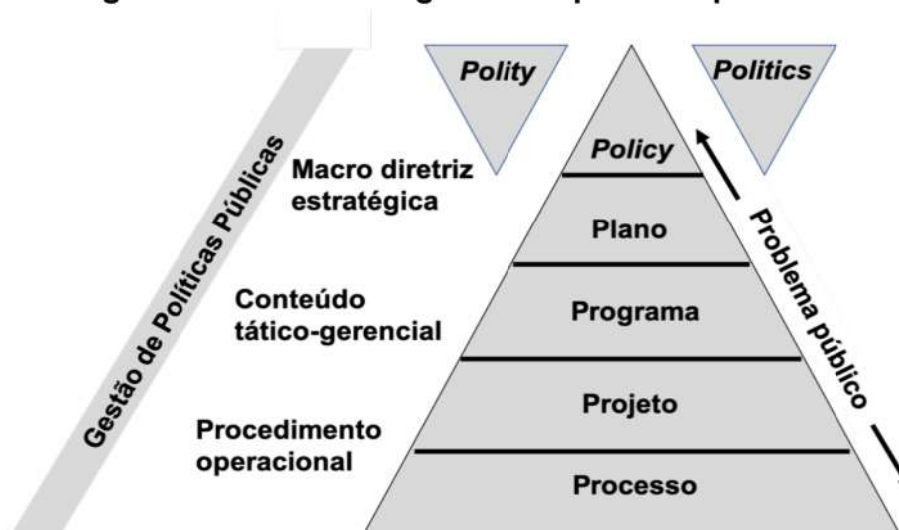 Polity
Politics
Policy
Macro diretriz
estratégica
Plano
Gestão de Políticas Públicas
Problema público
Conteúdo
tático-gerencial
Programa
Projeto
Procedimento
operacional
Processo